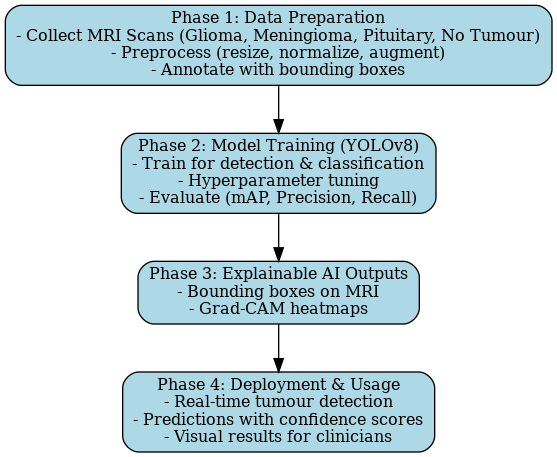 Phase 1: Data Preparation
- Collect MRI Scans (Glioma, Meningioma, Pituitary, No Tumour)
- Preprocess (resize, normalize, augment)
- Annotate with bounding boxes
Phase 2: Model Training (YOLOv8)
- Train for detection & classification
- Hyperparameter tuning
- Evaluate (mAP, Precision, Recall)
Phase 3: Explainable AI Outputs
- Bounding boxes on MRI
- Grad-CAM heatmaps
Phase 4: Deployment & Usage
- Real-time tumour detection
- Predictions with confidence scores
- Visual results for clinicians